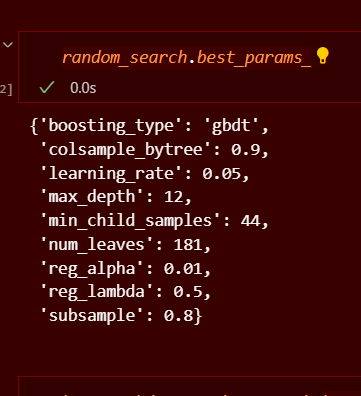 random_search.best_params_
2]
0.0s
{'boosting_type': 'gbdt',
'colsample_bytree': 0.9,
'learning_rate': 0.05,
'max_depth': 12,
'min_child_samples': 44,
'num_leaves': 181,
'reg_alpha': 0.01,
'reg_lambda': 0.5,
'subsample': 0.8}